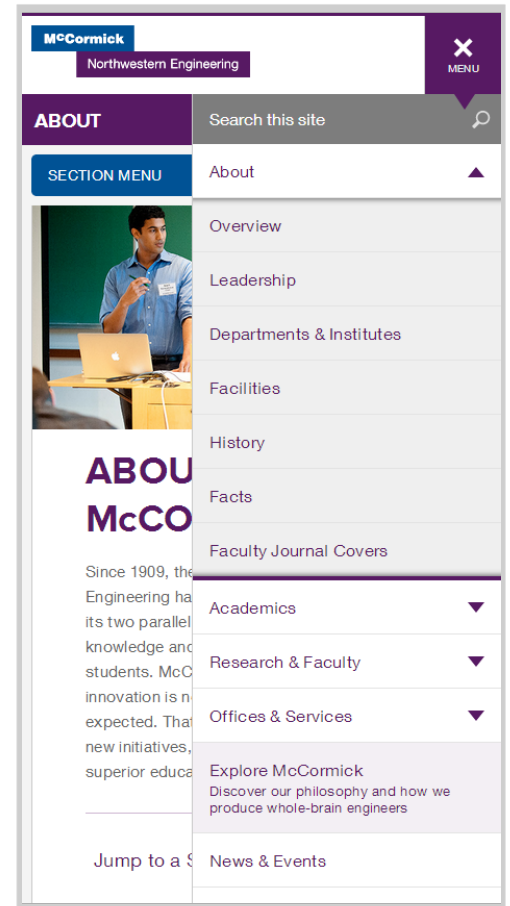 McCormick
Northwestern Engineering
MENU
ABOUT
Search this site
SECTION MENU
About
Overview
Leadership
Departments & Institutes
Facilities
History
Facts
Faculty Journal Covers
Academics
Research & Faculty
Offices & Services
Explore McCormick
Discover our philosophy and how we
produce whole-brain engineers
News & Events
ABOU
McCO
Since 1909, the
Engineering ha
its two parallel
knowledge and
students. McC
innovation is n
expected. That
new initiatives,
superior educa
Jump to a S